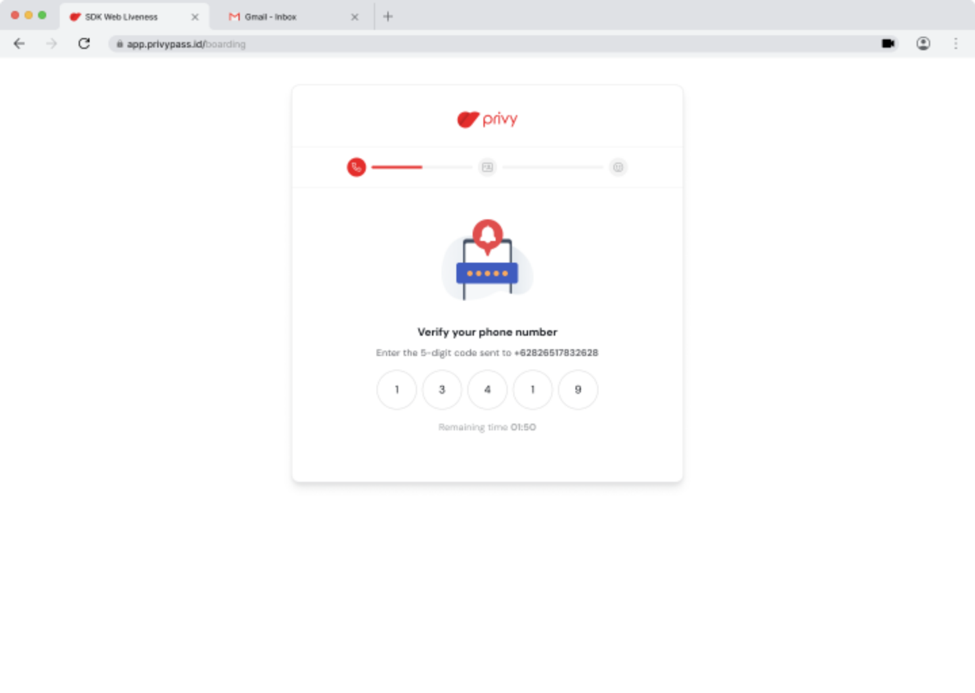 SDK Web Liveness
Gmail - Inbox
app.privypass.id/boarding
privy
Verify your phone number
Enter the 5-digit code sent to +62826517832628
1 3 4 1 9
Remaining time 01:50